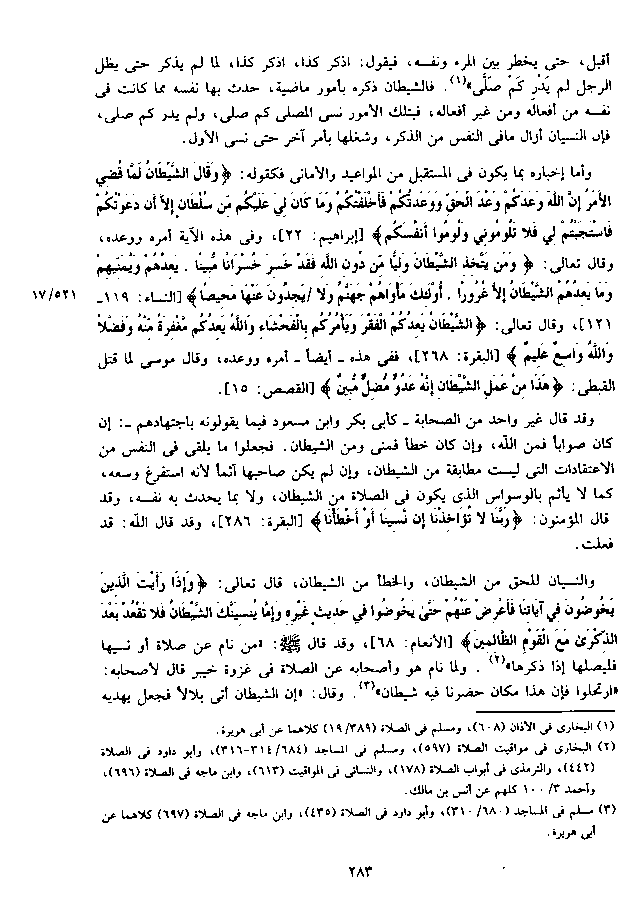 أقبل، حتى يخطر بين المرء ونفسه، فيقول: اذكر كذا، اذكر كذا، لما لم يذكر حتى يظل
الرجل لم يَدْرِ كَمْ صَلَّى»(١). فالشيطان ذكره بأمور ماضية، حدث بها نفسه مما كانت فى
نفسه من أفعاله ومن غير أفعاله، فبتلك الأمور نسى المصلى كم صلى، ولم يدر كم صلى،
فإن النسيان أزال مافى النفس من الذكر، وشغلها بأمر آخر حتى نسى الأول.
وأما إخباره بما يكون فى المستقبل من المواعيد والأمانى فكقوله: ﴿وَقَالَ الشَّيْطَانُ لَمَّا قُضِيَ
الأَمْرُ إِنَّ اللَّهَ وَعَدَكُمْ وَعْدَ الْحَقِّ وَوَعَدتُّكُمْ فَأَخْلَفْتُكُمْ وَمَا كَانَ لِيَ عَلَيْكُم مِّن سُلْطَانٍ إِلاَّ أَن دَعَوْتُكُمْ
فَاسْتَجَبْتُمْ لِي فَلا تَلُومُونِي وَلُومُوا أَنفُسَكُم﴾ [إبراهيم: ٢٢]، وفى هذه الآية أمره ووعده،
وقال تعالى: ﴿ وَمَن يَتَّخِذِ الشَّيْطَانَ وَلِيًّا مِّن دُونِ اللَّهِ فَقَدْ خَسِرَ خُسْرَانًا مُّبِينًا . يَعِدُهُمْ وَيُمَنِّيهِمْ
وَمَا يَعِدُهُمُ الشَّيْطَانُ إِلاَّ غُرُورًا . أُوْلَئِكَ مَأْوَاهُمْ جَهَنَّمُ وَلا /يَجِدُونَ عَنْهَا مَحِيصًا﴾ [النساء: ١١٩ـ ١٧/٥٢١
١٢١]، وقال تعالى: ﴿الشَّيْطَانُ يَعِدُكُمُ الْفَقْرَ وَيَأْمُرُكُم بِالْفَحْشَاءِ وَاللَّهُ يَعِدُكُم مَّغْفِرَةً مِّنْهُ وَفَضْلاً
وَاللَّهُ وَاسِعٌ عَلِيمٌ ﴾ [البقرة: ٢٦٨]، ففى هذه ـ أيضاً ـ أمره ووعده، وقال موسى لما قتل
القبطى: ﴿هَذَا مِنْ عَمَلِ الشَّيْطَانِ إِنَّهُ عَدُوٌّ مُّضِلٌّ مُّبِينٌ ﴾ [القصص: ١٥].
وقد قال غير واحد من الصحابة ـ كأبى بكر وابن مسعود فيما يقولونه باجتهادهم ـ: إن
كان صواباً فمن الله، وإن كان خطأ فمنى ومن الشيطان. فجعلوا ما يلقى فى النفس من
الاعتقادات التى ليست مطابقة من الشيطان، وإن لم يكن صاحبها آثماً لأنه استفرغ وسعه،
كما لا يأثم بالوسواس الذى يكون فى الصلاة من الشيطان، ولا بما يحدث به نفسه، وقد
قال المؤمنون: ﴿رَبَّنَا لا تُؤَاخِذْنَا إِن نَّسِينَا أَوْ أَخْطَأْنَا﴾ [البقرة: ٢٨٦]، وقد قال الله: قد
فعلت.
والنسيان للحق من الشيطان، والخطأ من الشيطان، قال تعالى: ﴿وَإِذَا رَأَيْتَ الَّذِينَ
يَخُوضُونَ فِي آيَاتِنَا فَأَعْرِضْ عَنْهُمْ حَتَّىٰ يَخُوضُوا فِي حَدِيثٍ غَيْرِهِ وَإِمَّا يُنسِيَنَّكَ الشَّيْطَانُ فَلا تَقْعُدْ بَعْدَ
الذِّكْرَىٰ مَعَ الْقَوْمِ الظَّالِمِينَ﴾ [الأنعام: ٦٨]، وقد قال ﷺ: «من نام عن صلاة أو نسيها
فليصلها إذا ذكرها»(٢). ولما نام هو وأصحابه عن الصلاة فى غزوة خيبر قال لأصحابه:
«ارتحلوا فإن هذا مكان حضرنا فيه شيطان»(٣). وقال: «إن الشيطان أتى بلالاً فجعل يهديه
(١) البخارى فى الأذان (٦٠٨)، ومسلم فى الصلاة (١٩/٣٨٩) كلاهما عن أبى هريرة.
(٢) البخارى فى مواقيت الصلاة (٥٩٧)، ومسلم فى المساجد (٣١٤/٦٨٤-٣١٦)، وأبو داود فى الصلاة
(٤٤٢)، والترمذى فى أبواب الصلاة (١٧٨)، والنسائى فى المواقيت (٦١٣)، وابن ماجه فى الصلاة (٦٩٦)،
وأحمد ٣/ ١٠٠ كلهم عن أنس بن مالك.
(٣) مسلم فى المساجد (٣١٠/٦٨٠)، وأبو داود فى الصلاة (٤٣٥)، وابن ماجه فى الصلاة (٦٩٧) كلاهما عن
أبى هريرة.
٢٨٣